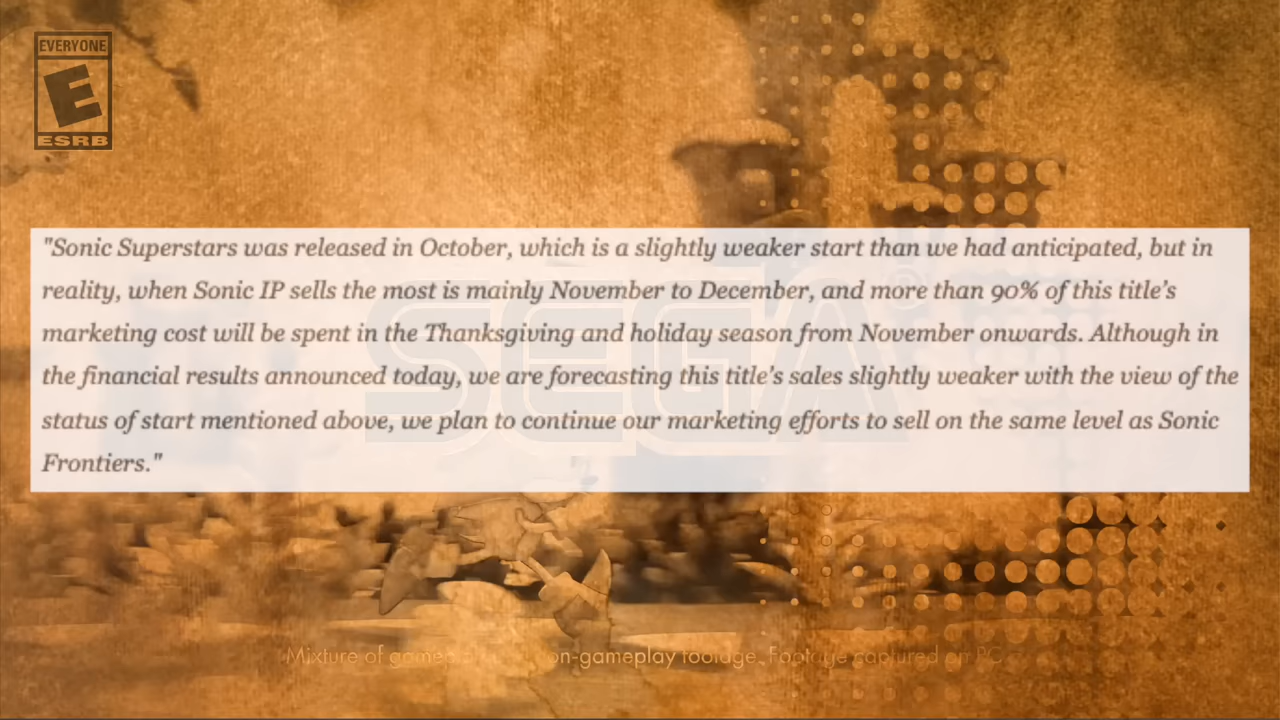 EVERYONE
E
ESRB
"Sonic Superstars was released in October, which is a slightly weaker start than we had anticipated, but in
reality, when Sonic IP sells the most is mainly November to December, and more than 90% of this title's
marketing cost will be spent in the Thanksgiving and holiday season from November onwards. Although in
the financial results announced today, we are forecasting this title's sales slightly weaker with the view of the
status of start mentioned above, we plan to continue our marketing efforts to sell on the same level as Sonic
Frontiers."
SEGA
Mixture of on-gameplay footage. Footage captured on PC